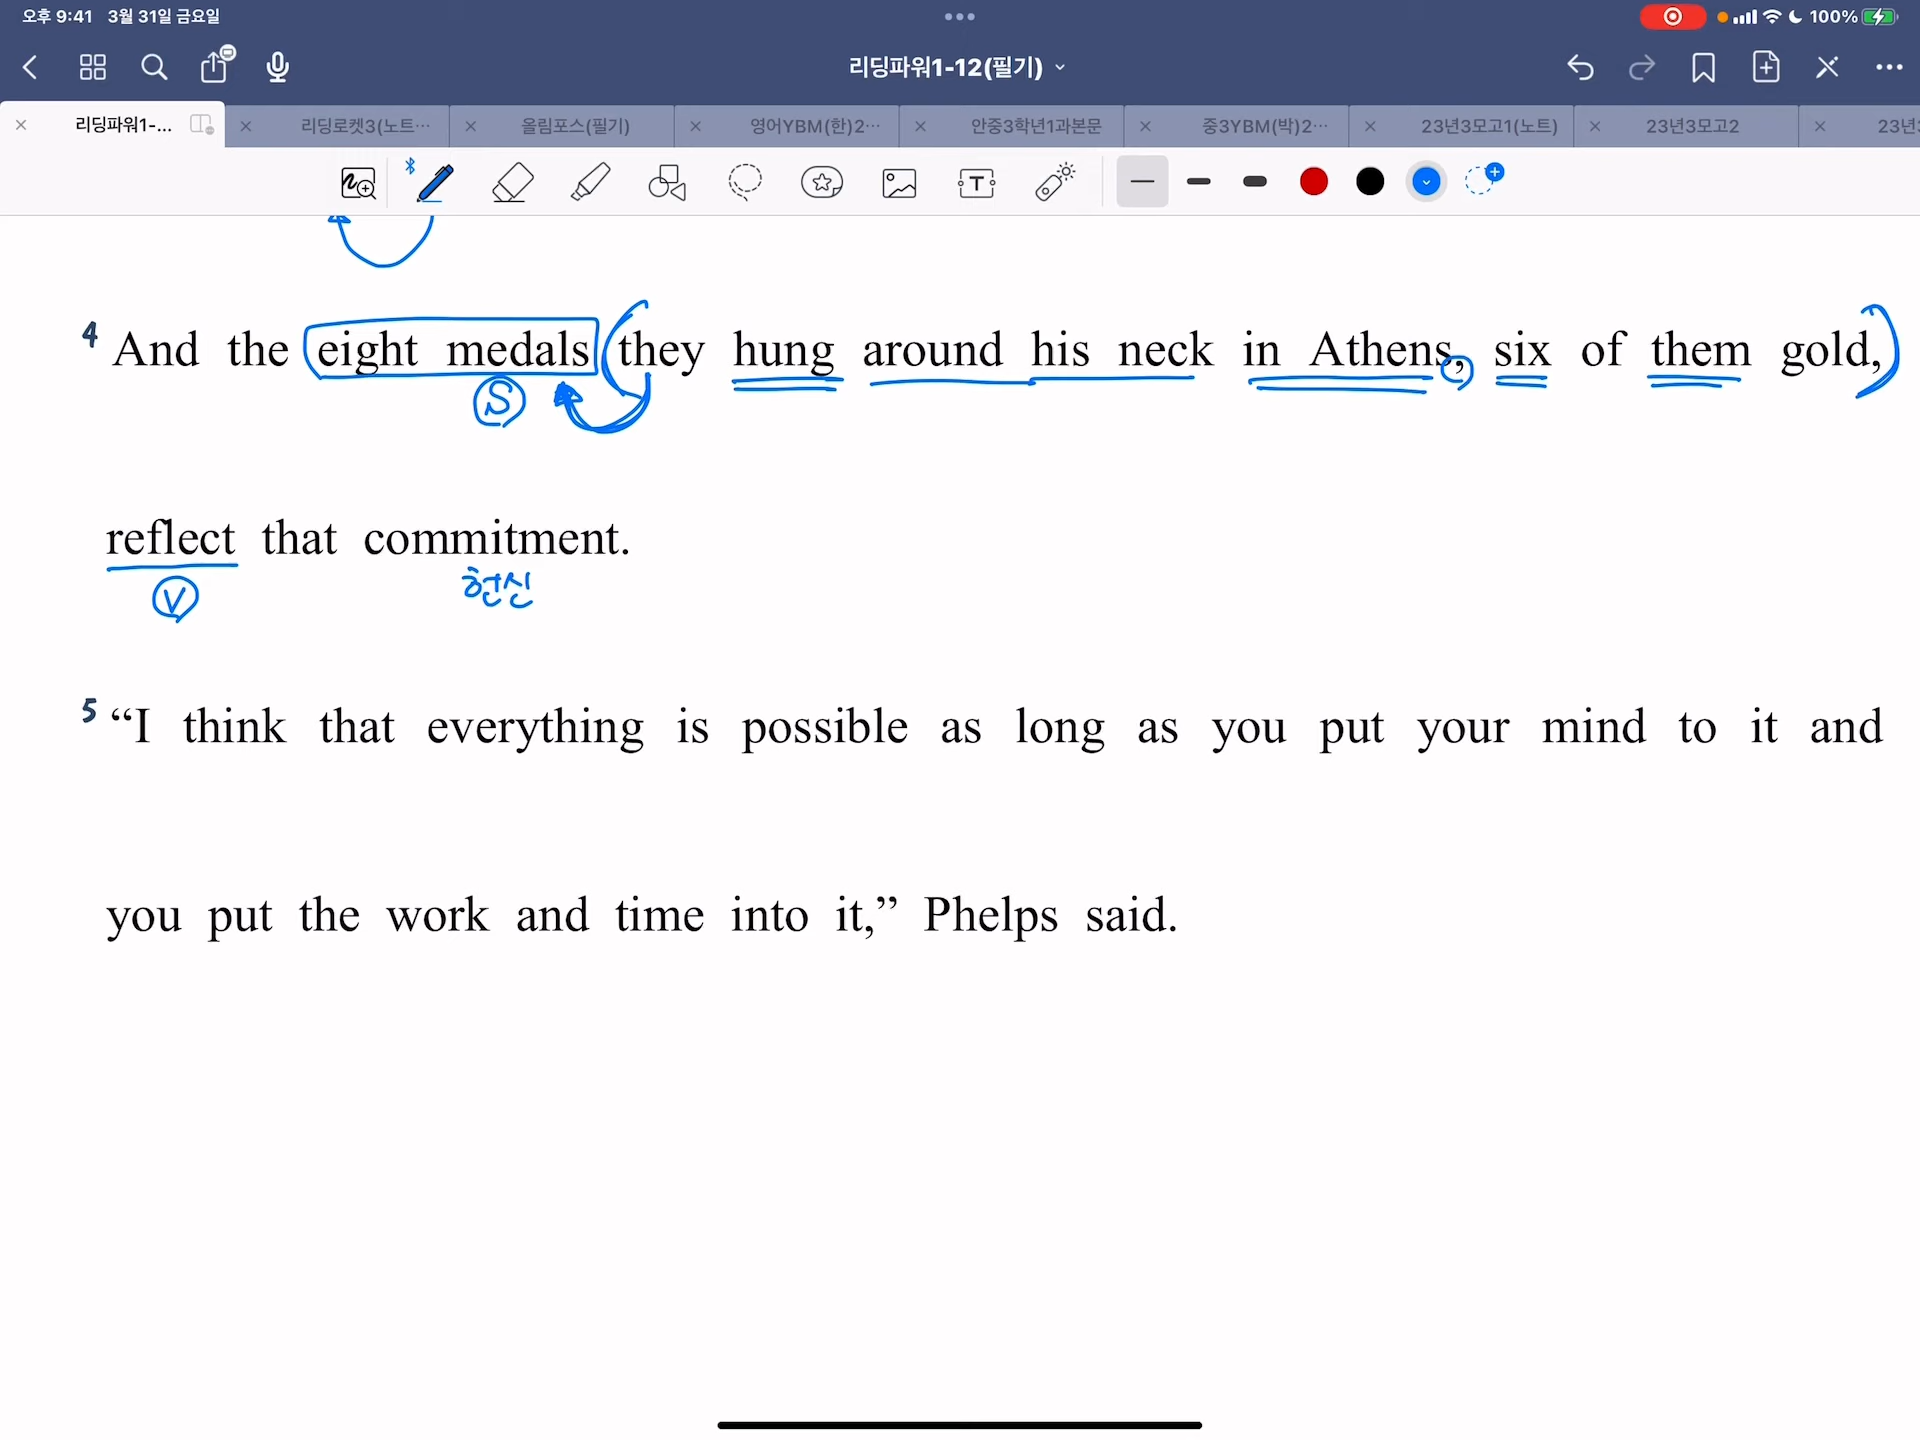 오후 9:41 3월 31일 금요일
100%
리딩파워1-12(필기)
리딩파워1-...
리딩로켓3(노트...
올림포스(필기)
영어YBM(한)2...
안중3학년1과본문
중3YBM(박)2...
23년3모고1(노트)
23년3모고2
23년3
T
4 And the eight medals they hung around his neck in Athens, six of them gold,
S
reflect that commitment.
V 헌신
5 “I think that everything is possible as long as you put your mind to it and
you put the work and time into it,” Phelps said.